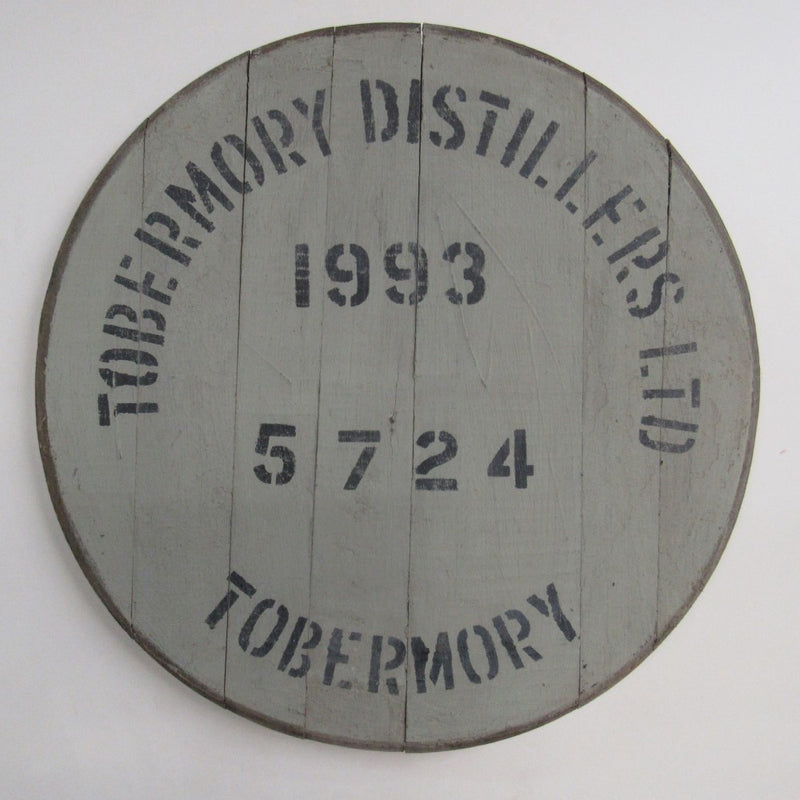 TOBERMORY DISTILLERS LTD
1993
5724
TOBERMORY